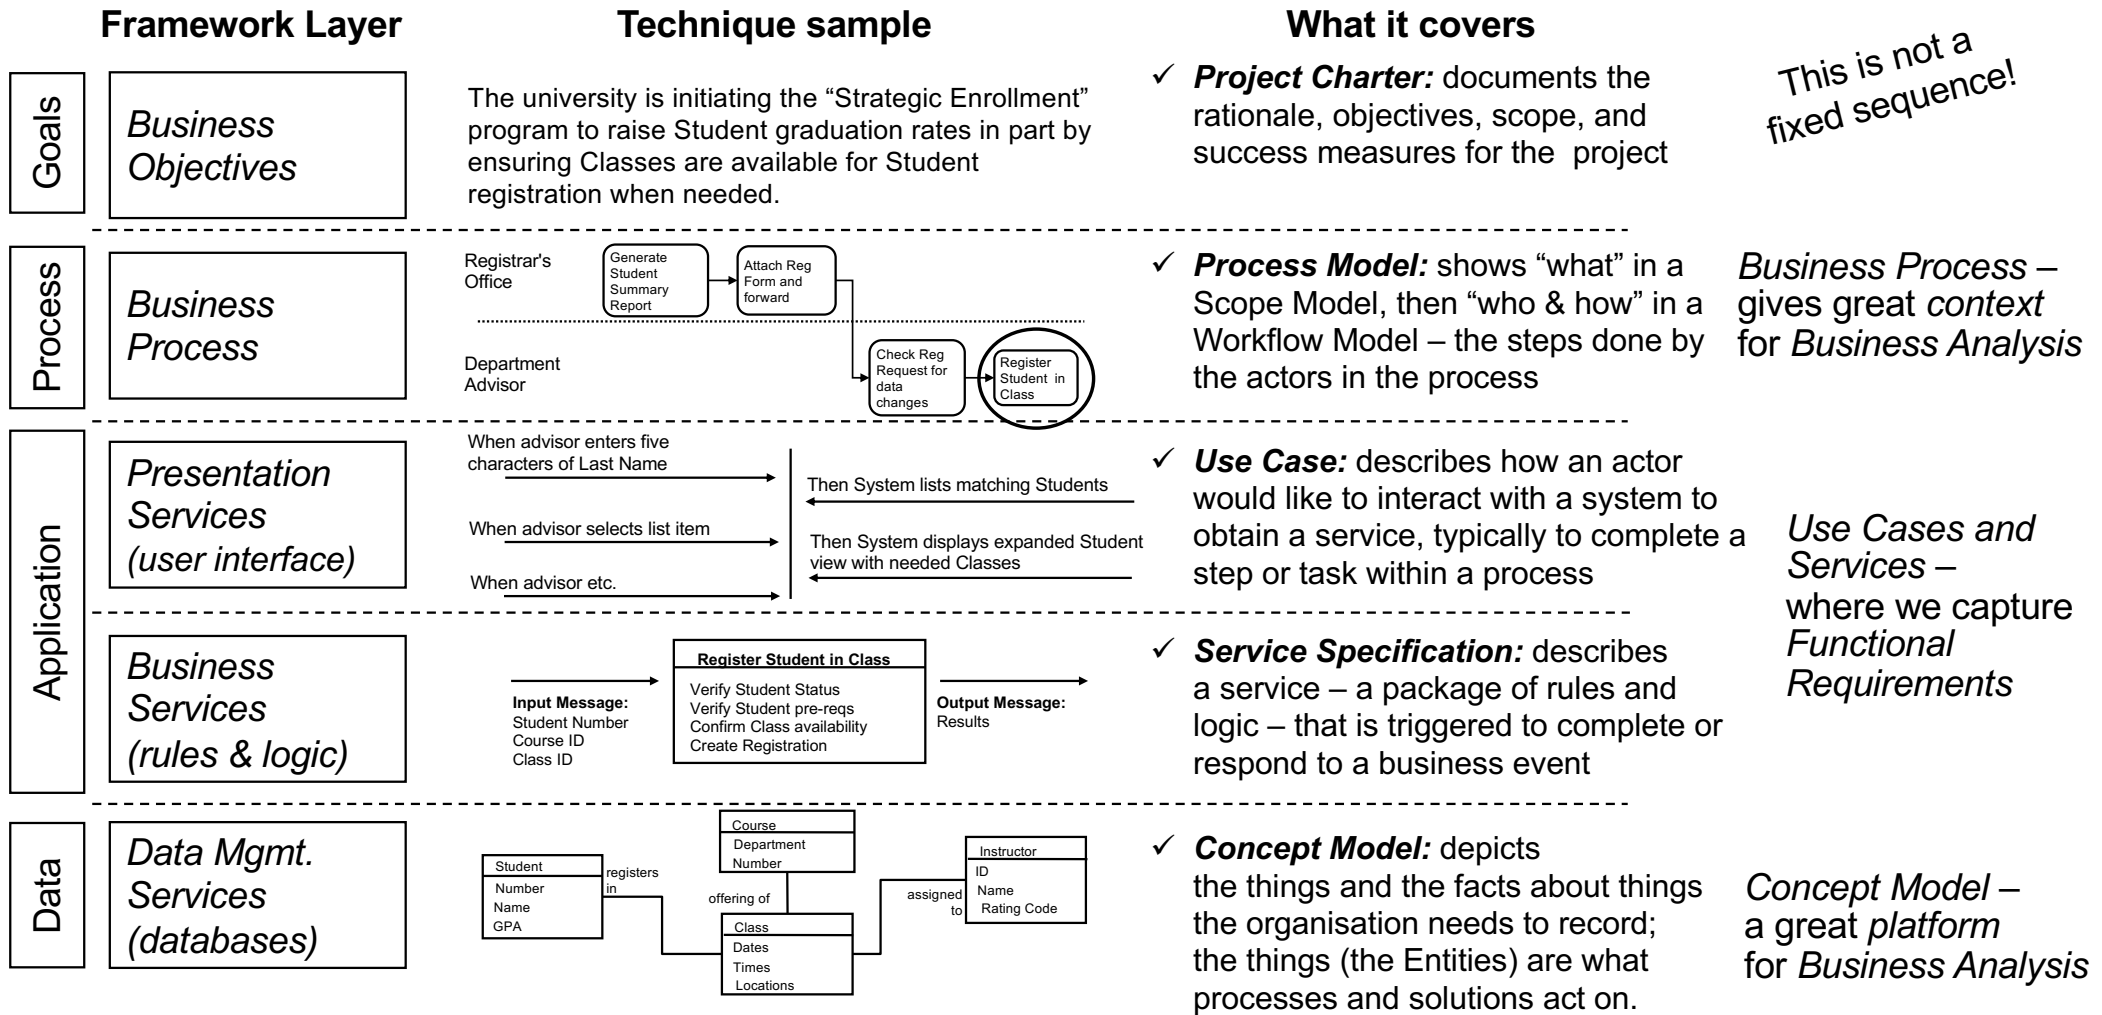 Framework Layer
Technique sample
What it covers
This is not a
fixed sequence!
Goals
Business
Objectives
The university is initiating the “Strategic Enrollment”
program to raise Student graduation rates in part by
ensuring Classes are available for Student
registration when needed.
✓ Project Charter: documents the
rationale, objectives, scope, and
success measures for the project
Process
Business
Process
Registrar's
Office
Generate
Student
Summary
Report
Attach Reg
Form and
forward
Department
Advisor
Check Reg
Request for
data
changes
Register
Student in
Class
✓ Process Model: shows “what” in a
Scope Model, then “who & how” in a
Workflow Model – the steps done by
the actors in the process
Business Process –
gives great context
for Business Analysis
Application
Presentation
Services
(user interface)
When advisor enters five
characters of Last Name
Then System lists matching Students
When advisor selects list item
Then System displays expanded Student
view with needed Classes
When advisor etc.
✓ Use Case: describes how an actor
would like to interact with a system to
obtain a service, typically to complete a
step or task within a process
Use Cases and
Services –
where we capture
Functional
Requirements
Business
Services
(rules & logic)
Input Message:
Student Number
Course ID
Class ID
Register Student in Class
Verify Student Status
Verify Student pre-reqs
Confirm Class availability
Create Registration
Output Message:
Results
✓ Service Specification: describes
a service – a package of rules and
logic – that is triggered to complete or
respond to a business event
Data
Data Mgmt.
Services
(databases)
Student
Number
Name
GPA
registers
in
Course
Department
Number
offering of
Class
Dates
Times
Locations
assigned
to
Instructor
ID
Name
Rating Code
✓ Concept Model: depicts
the things and the facts about things
the organisation needs to record;
the things (the Entities) are what
processes and solutions act on.
Concept Model –
a great platform
for Business Analysis